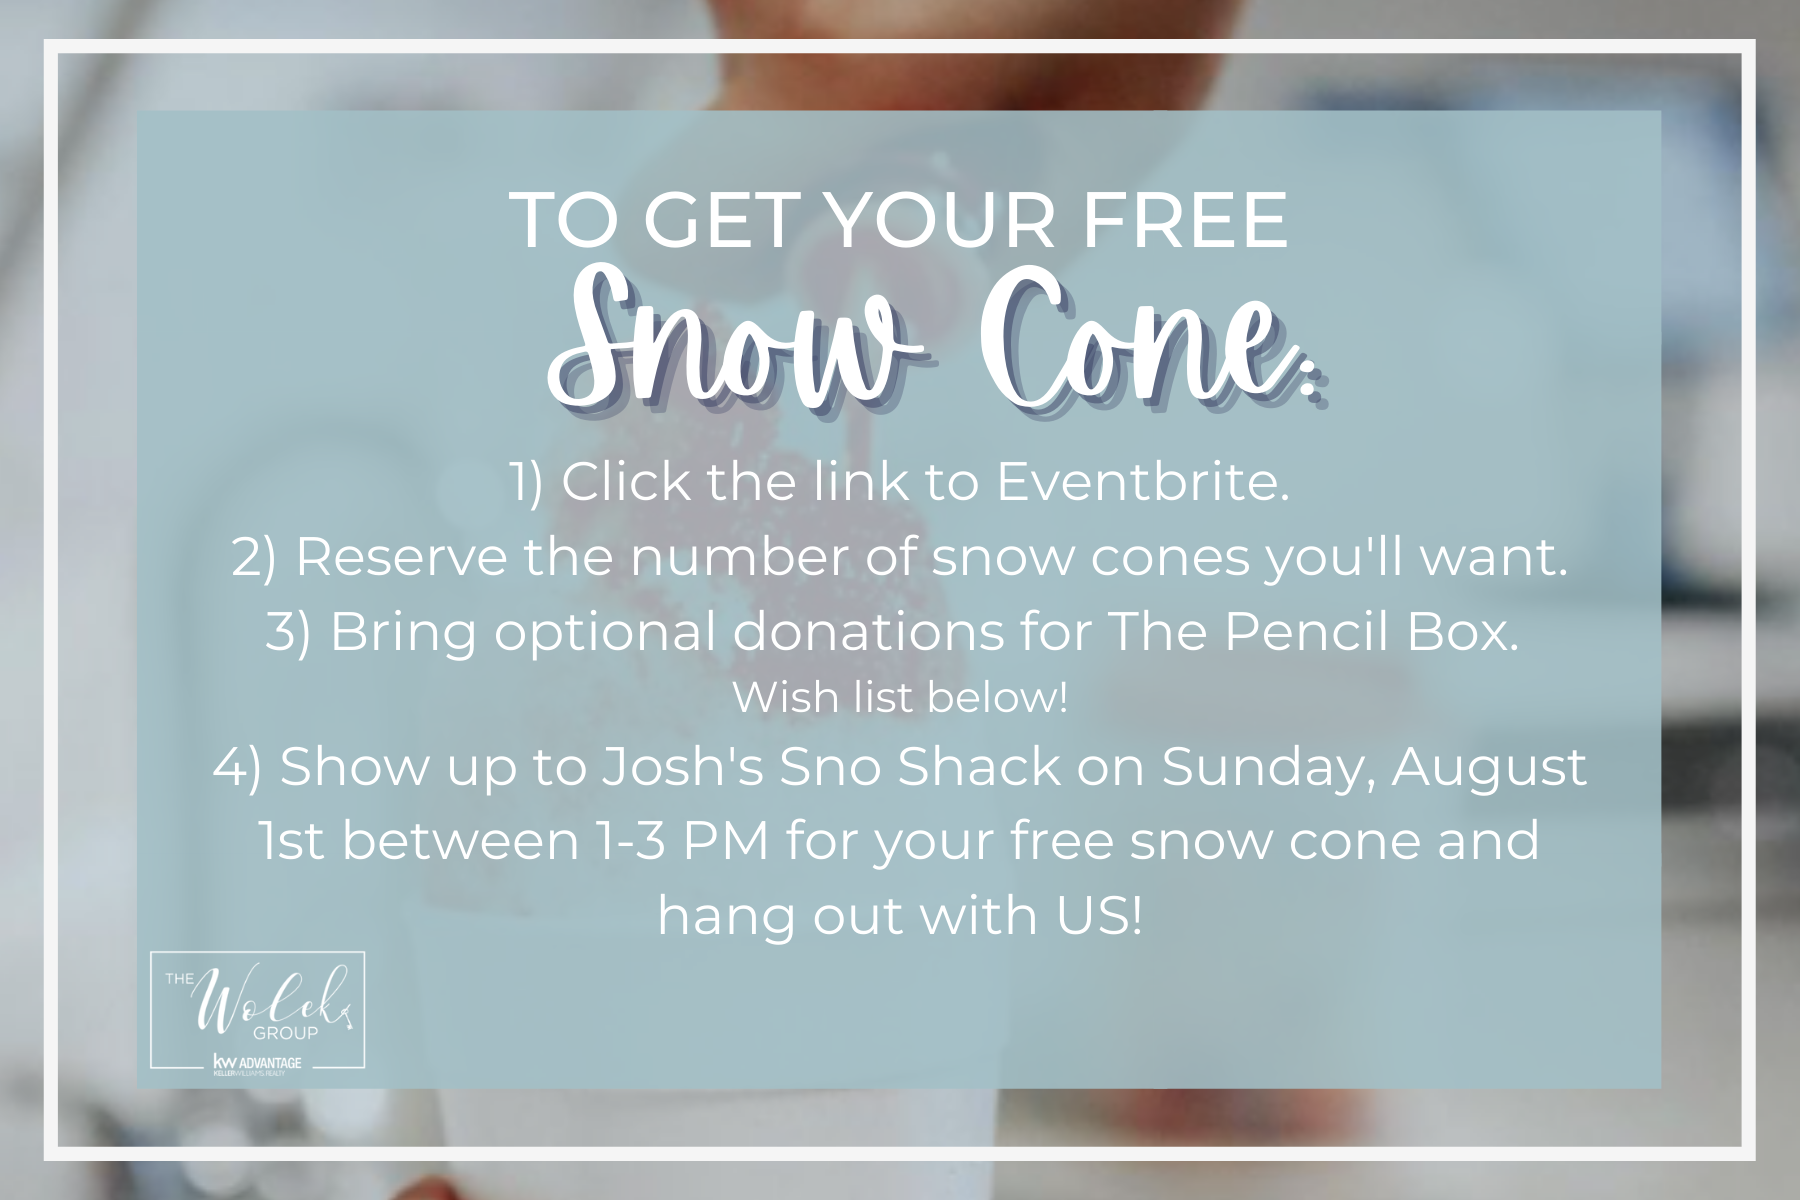 TO GET YOUR FREE
Snow Cone:
1) Click the link to Eventbrite.
2) Reserve the number of snow cones you'll want.
3) Bring optional donations for The Pencil Box.
Wish list below!
4) Show up to Josh's Sno Shack on Sunday, August
1st between 1-3 PM for your free snow cone and
hang out with US!
THE
Wolek
GROUP
kw ADVANTAGE
KELLERWILLIAMS. REALTY